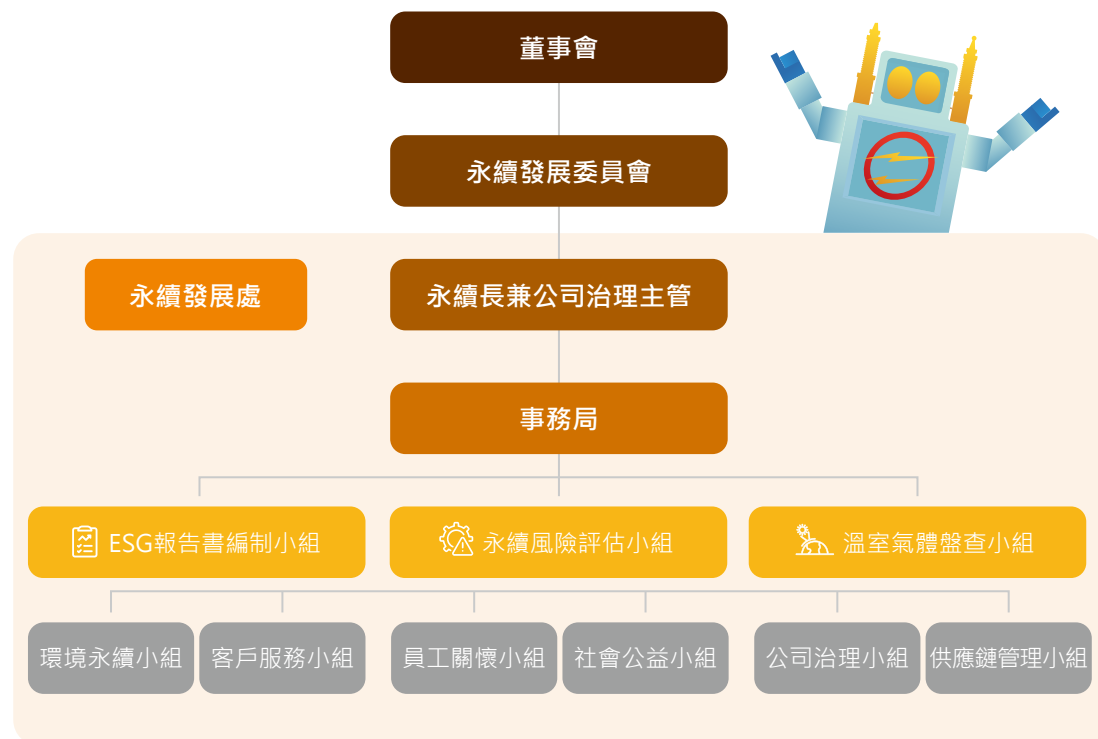 董事會
永續發展委員會
永續發展處
永續長兼公司治理主管
事務局
ESG報告書編制小組
永續風險評估小組
溫室氣體盤查小組
環境永續小組
客戶服務小組
員工關懷小組
社會公益小組
公司治理小組
供應鏈管理小組